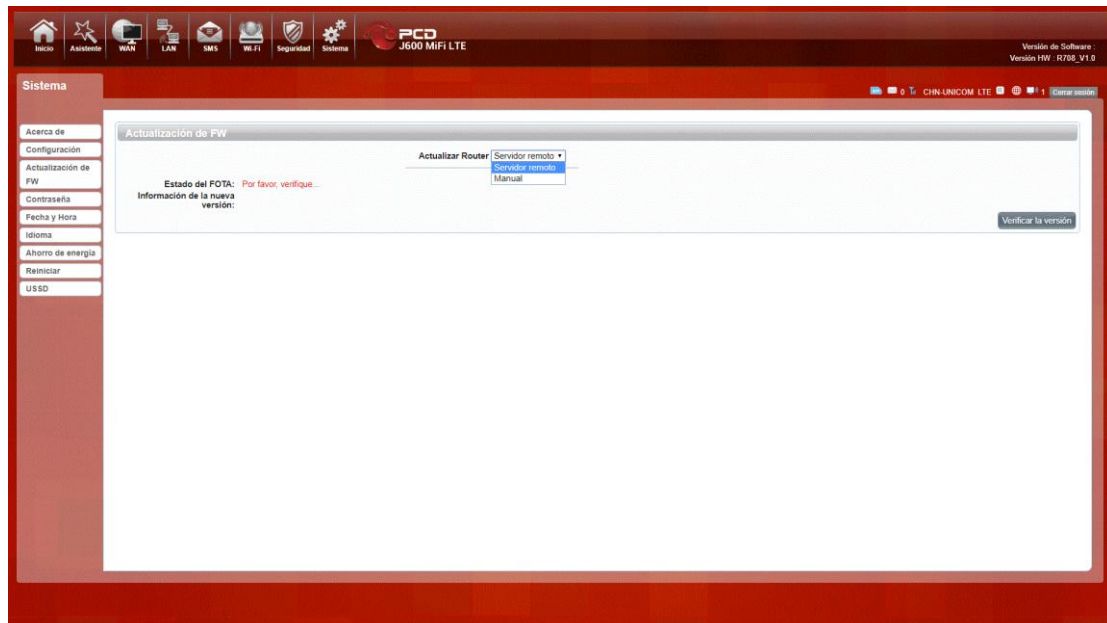 Inicio
Asistente
WAN
LAN
SMS
Wi.Fi
Seguridad
Sistema
PCD
J600 MiFi LTE
Versión de Software :
Versión HW : R708_V1.0
Sistema
0 CHN-UNICOM LTE 1 Cerrar sesión
Acerca de
Configuración
Actualización de
FW
Contraseña
Fecha y Hora
Idioma
Ahorro de energía
Reiniciar
USSD
Actualización de FW
Actualizar Router Servidor remoto
Servidor remoto
Manual
Estado del FOTA: Por favor, verifique...
Información de la nueva
versión:
Verificar la versión